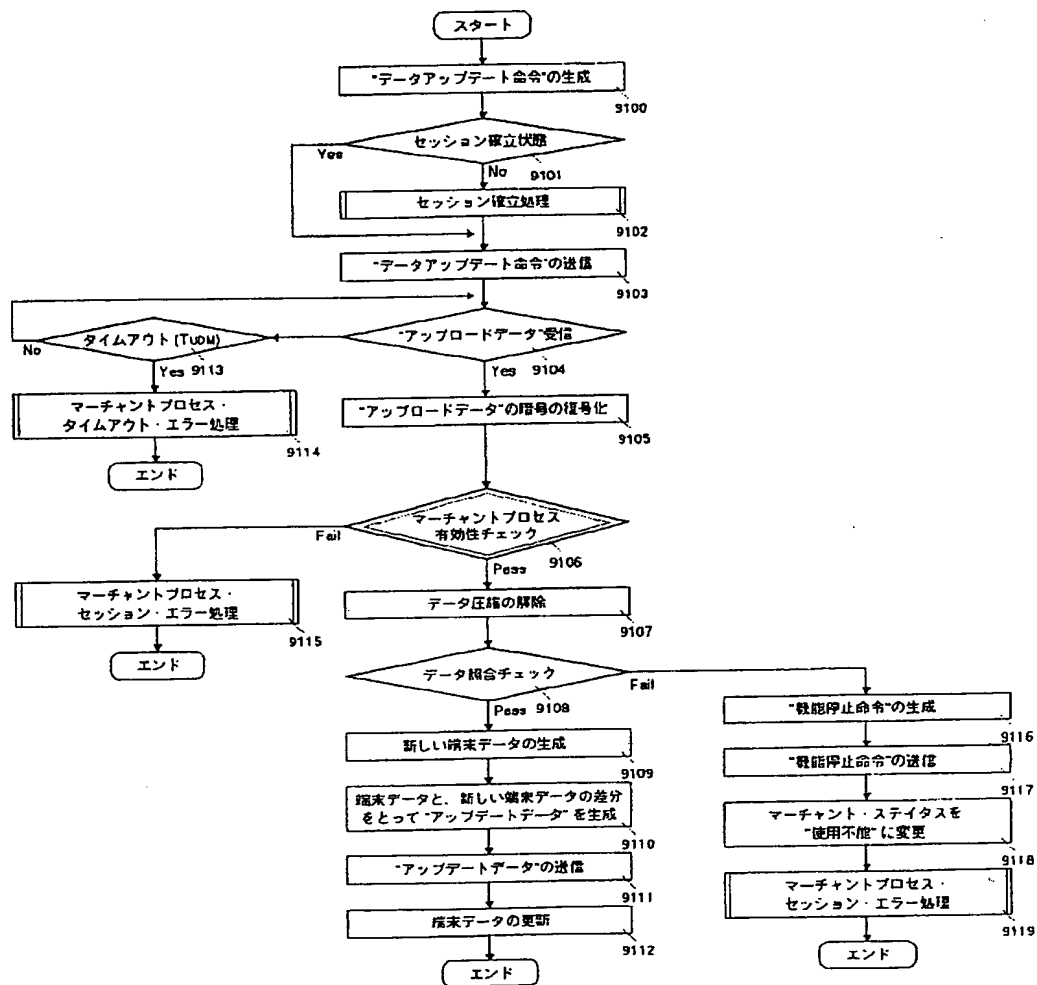 スタート
"データアップデート命令"の生成
9100
セッション確立状態
Yes
9101
No
セッション確立処理
9102
"データアップデート命令"の送信
9103
"アップロードデータ"受信
9104
Yes
タイムアウト(TUDM)
No
Yes
9113
マーチャントプロセス・
タイムアウト・エラー処理
9114
エンド
"アップロードデータ"の暗号の復号化
9105
マーチャントプロセス
有効性チェック
9106
Fail
Pass
マーチャントプロセス・
セッション・エラー処理
9115
エンド
データ圧縮の解除
9107
データ照合チェック
9108
Fail
Pass
新しい端末データの生成
9109
端末データと、新しい端末データの差分
をとって"アップデートデータ"を生成
9110
"アップデートデータ"の送信
9111
端末データの更新
9112
エンド
"機能停止命令"の生成
9116
"機能停止命令"の送信
9117
マーチャント・ステイタスを
"使用不能"に変更
9118
マーチャントプロセス・
セッション・エラー処理
9119
エンド